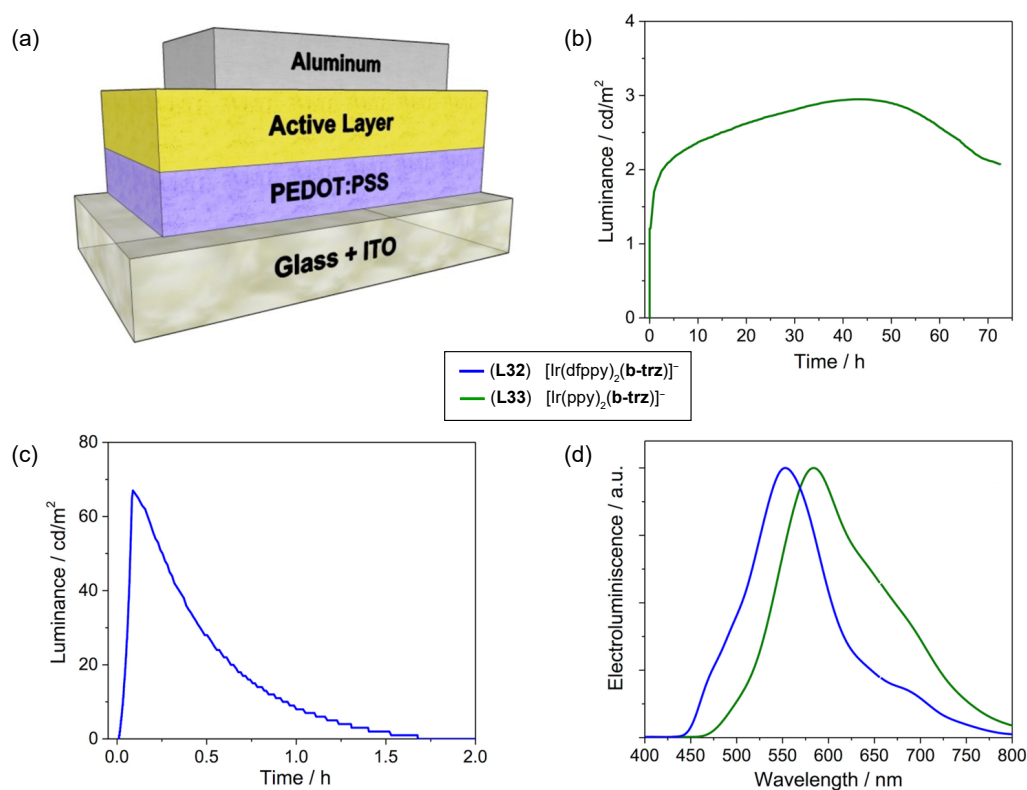 (a)
Aluminum
Active Layer
PEDOT:PSS
Glass + ITO
(b)
Luminance / cd/m²
4
3
2
1
0
0 10 20 30 40 50 60 70
Time / h
(L32) [Ir(dfppy)₂(b-trz)]⁻
(L33) [Ir(ppy)₂(b-trz)]⁻
(c)
Luminance / cd/m²
80
60
40
20
0
0.0 0.5 1.0 1.5 2.0
Time / h
(d)
Electroluminiscence / a.u.
400 450 500 550 600 650 700 750 800
Wavelength / nm